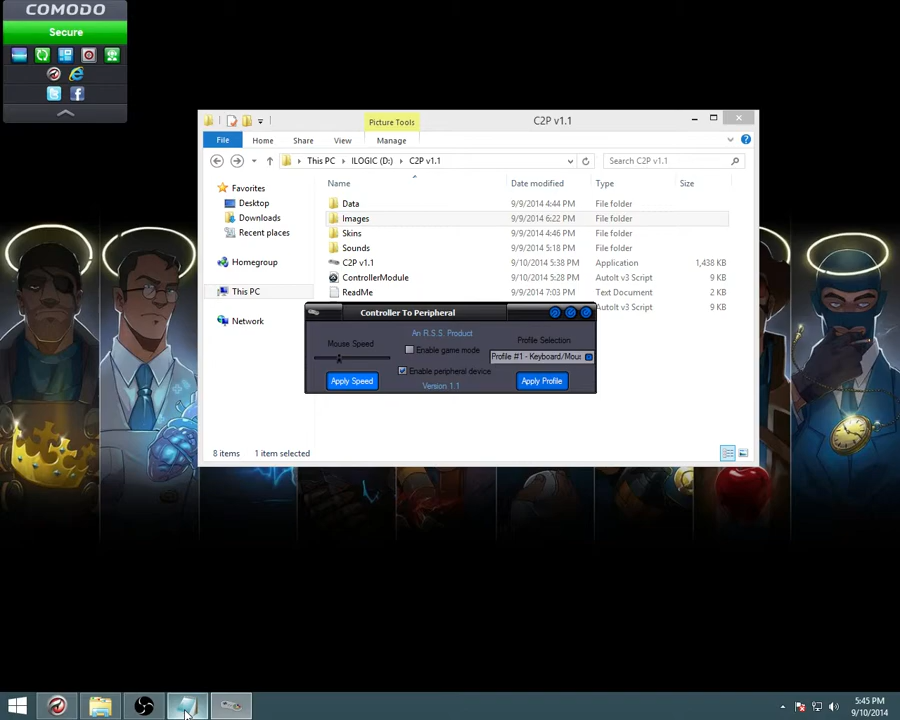 COMODO
Secure
Picture Tools
C2P v1.1
File Home Share View Manage
This PC ILOGIC (D:) C2P v1.1
Search C2P v1.1
Name Date modified Type Size
Favorites
Desktop
Downloads
Recent places
Homegroup
This PC
Network
Data 9/9/2014 4:44 PM File folder
Images 9/9/2014 6:22 PM File folder
Skins 9/9/2014 4:46 PM File folder
Sounds 9/9/2014 5:18 PM File folder
C2P v1.1 9/10/2014 5:38 PM Application 1,438 KB
ControllerModule 9/10/2014 5:28 PM AutoIt v3 Script 9 KB
ReadMe 9/9/2014 7:03 PM Text Document 2 KB
AutoIt v3 Script 9 KB
Controller To Peripheral
An R.S.S. Product
Mouse Speed
Enable game mode
Profile Selection
Profile #1 - Keyboard/Mou
Enable peripheral device
Apply Speed
Version 1.1
Apply Profile
8 items 1 item selected
5:45 PM
9/10/2014